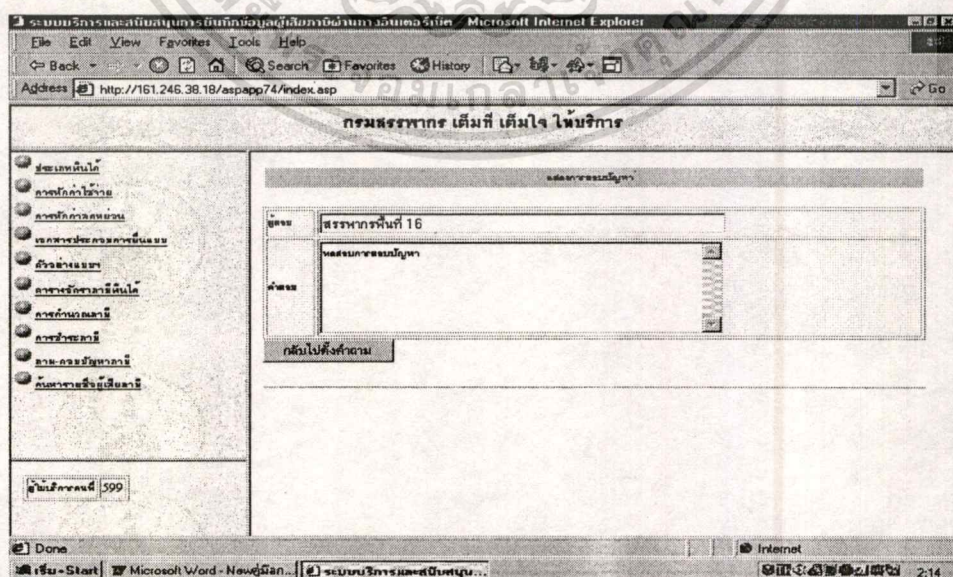 ระบบบริการและสนับสนุนการบันทึกข้อมูลผู้เสียภาษีผ่านทางอินเตอร์เน็ต - Microsoft Internet Explorer
File Edit View Favorites Tools Help
Back Search Favorites History
Address http://161.246.38.18/aspapp74/index.asp Go
กรมสรรพากร เต็มที่ เต็มใจ ให้บริการ
ประเภทเงินได้
การหักค่าใช้จ่าย
การหักค่าลดหย่อน
เอกสารประกอบการยื่นแบบ
ตัวอย่างแบบฯ
ตารางอัตราภาษีเงินได้
การคำนวณภาษี
การชำระภาษี
ถาม-ตอบปัญหาภาษี
ค้นหารายชื่อผู้เสียภาษี
ผู้ใช้บริการคนที่ 599
แสดงการตอบปัญหา
ผู้ตอบ สรรพากรพื้นที่ 16
คำตอบ ทดสอบการตอบปัญหา
กลับไปตั้งคำถาม
Done Internet
เริ่ม-Start Microsoft Word - Newคู่มือก... ระบบบริการและสนับสนุ... 2:14